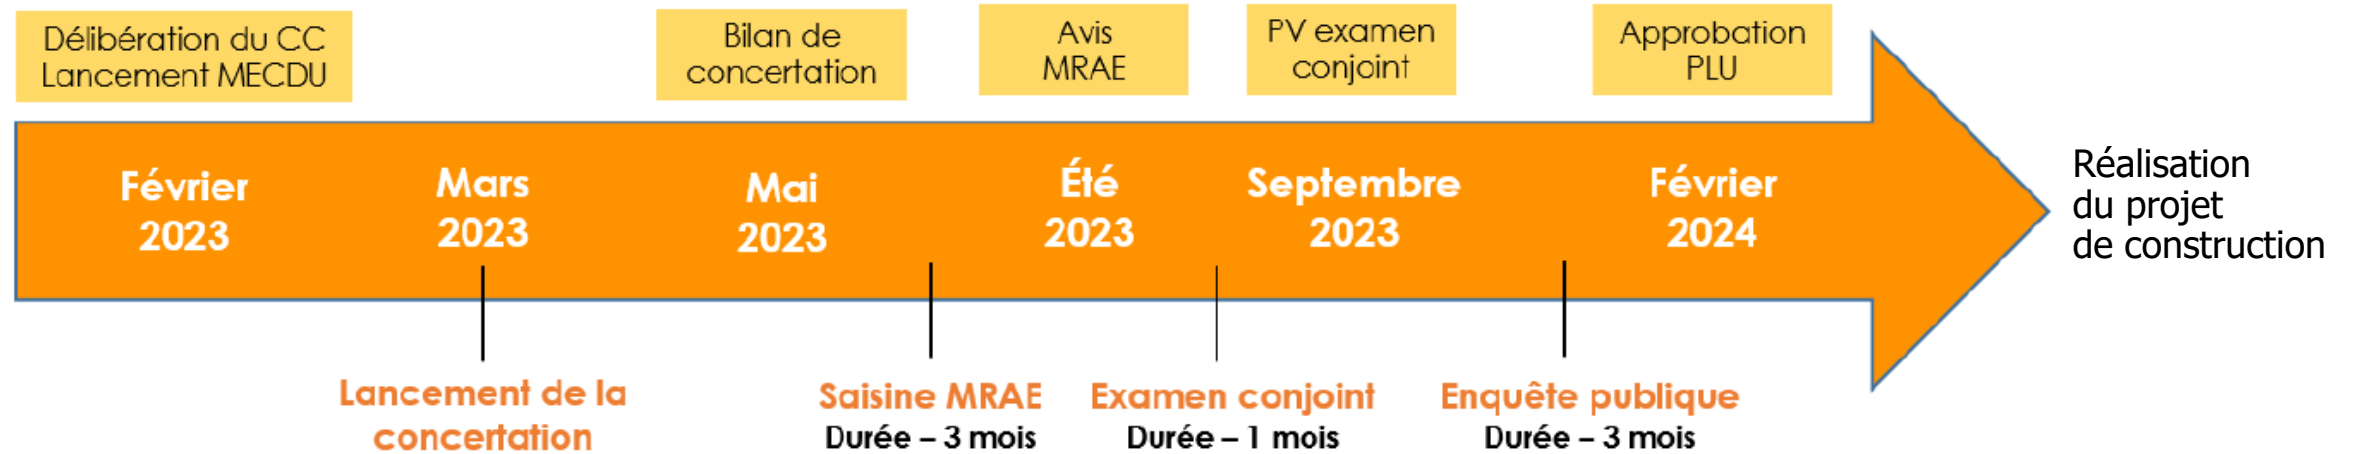 Délibération du CC
Lancement MECDU
Bilan de
concertation
Avis
MRAE
PV examen
conjoint
Approbation
PLU
Février
2023
Mars
2023
Mai
2023
Été
2023
Septembre
2023
Février
2024
Réalisation
du projet
de construction
Lancement de la
concertation
Saisine MRAE
Durée – 3 mois
Examen conjoint
Durée – 1 mois
Enquête publique
Durée – 3 mois